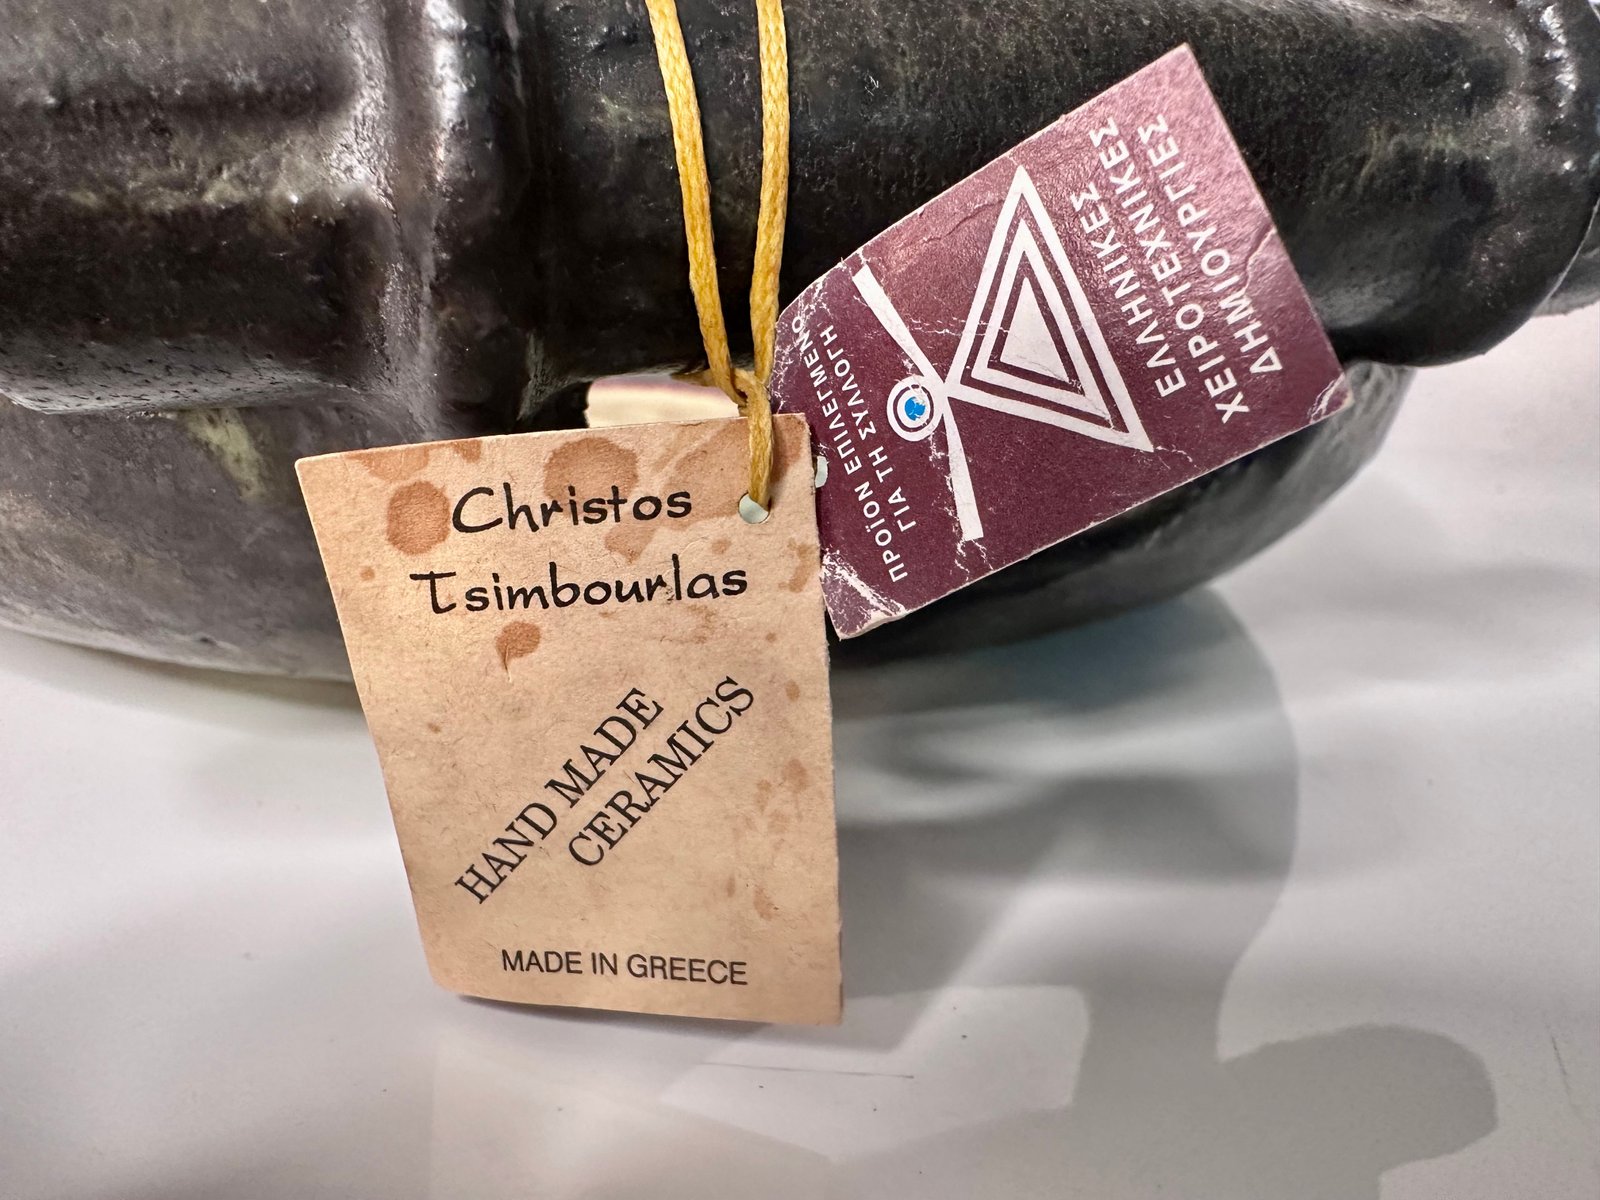 Christos
Tsimbourlas
HAND MADE
CERAMICS
MADE IN GREECE
ΠΡΟΪΟΝ ΕΠΙΛΕΓΜΕΝΟ
ΓΙΑ ΤΗ ΣΥΛΛΟΓΗ
ΕΛΛΗΝΙΚΕΣ
ΧΕΙΡΟΤΕΧΝΙΚΕΣ
ΔΗΜΙΟΥΡΓΙΕΣ